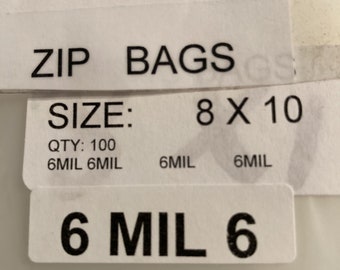 ZIP BAGS
SIZE: 8 X 10
QTY: 100
6MIL 6MIL 6MIL 6MIL
6 MIL 6